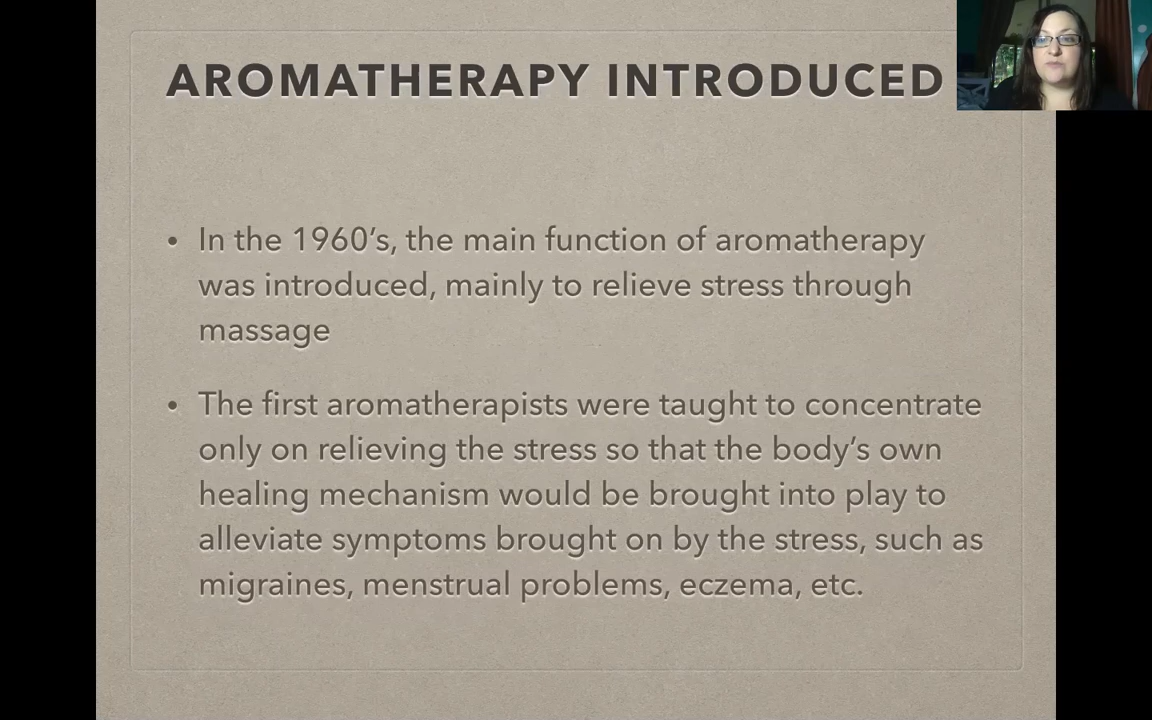 AROMATHERAPY INTRODUCED
• In the 1960’s, the main function of aromatherapy
was introduced, mainly to relieve stress through
massage
• The first aromatherapists were taught to concentrate
only on relieving the stress so that the body’s own
healing mechanism would be brought into play to
alleviate symptoms brought on by the stress, such as
migraines, menstrual problems, eczema, etc.